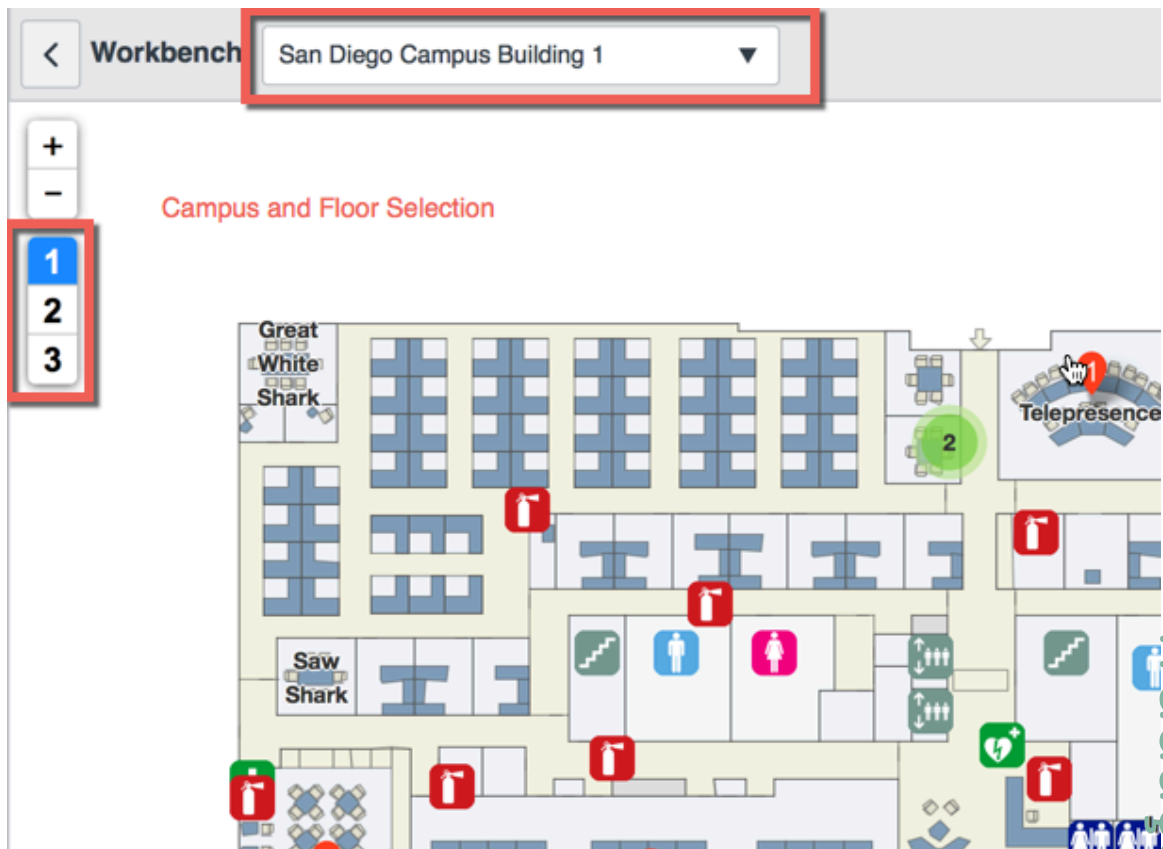 Workbench
San Diego Campus Building 1
+
−
Campus and Floor Selection
1
2
3
Great
White
Shark
1
Telepresence
2
Saw
Shark